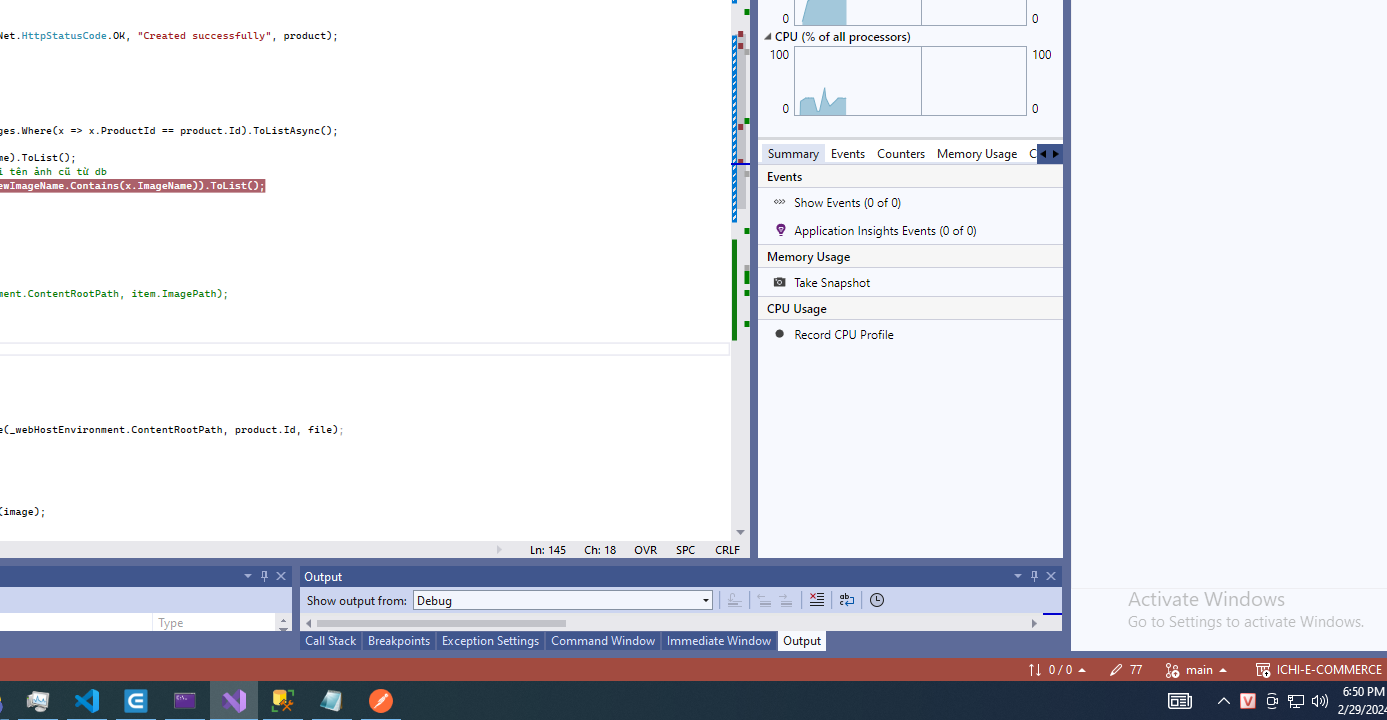 Net.HttpStatusCode.OK, "Created successfully", product);
ges.Where(x => x.ProductId == product.Id).ToListAsync();
me).ToList();
i tên ảnh cũ từ db
ewImageName.Contains(x.ImageName)).ToList();
ment.ContentRootPath, item.ImagePath);
e(_webHostEnvironment.ContentRootPath, product.Id, file);
(image);
Ln: 145 Ch: 18 OVR SPC CRLF
0 0
CPU (% of all processors)
100 100
0 0
Summary Events Counters Memory Usage C
Events
Show Events (0 of 0)
Application Insights Events (0 of 0)
Memory Usage
Take Snapshot
CPU Usage
Record CPU Profile
Type
Output
Show output from: Debug
Call Stack Breakpoints Exception Settings Command Window Immediate Window Output
Activate Windows
Go to Settings to activate Windows.
0 / 0 77 main ICHI-E-COMMERCE
6:50 PM
2/29/2024